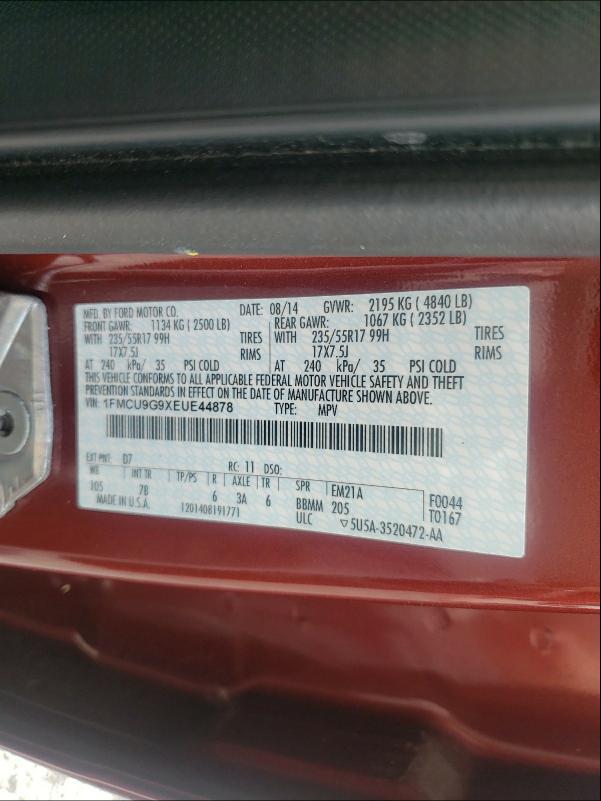 MFD. BY FORD MOTOR CO. DATE: 08/14 GVWR: 2195 KG ( 4840 LB)
FRONT GAWR: 1134 KG ( 2500 LB) REAR GAWR: 1067 KG ( 2352 LB)
WITH 235/55R17 99H TIRES WITH 235/55R17 99H TIRES
17X7.5J RIMS 17X7.5J RIMS
AT 240 kPa/ 35 PSI COLD AT 240 kPa/ 35 PSI COLD
THIS VEHICLE CONFORMS TO ALL APPLICABLE FEDERAL MOTOR VEHICLE SAFETY AND THEFT
PREVENTION STANDARDS IN EFFECT ON THE DATE OF MANUFACTURE SHOWN ABOVE.
VIN: 1FMCU9G9XEUE44878 TYPE: MPV
EXT PNT: D7 RC: 11 DSO:
WB INT TR TP/PS R AXLE TR SPR EM21A F0044
105 7B 6 3A 6 BBMM 205 T0167
MADE IN U.S.A. 1201408191771 ULC ▽5U5A-3520472-AA